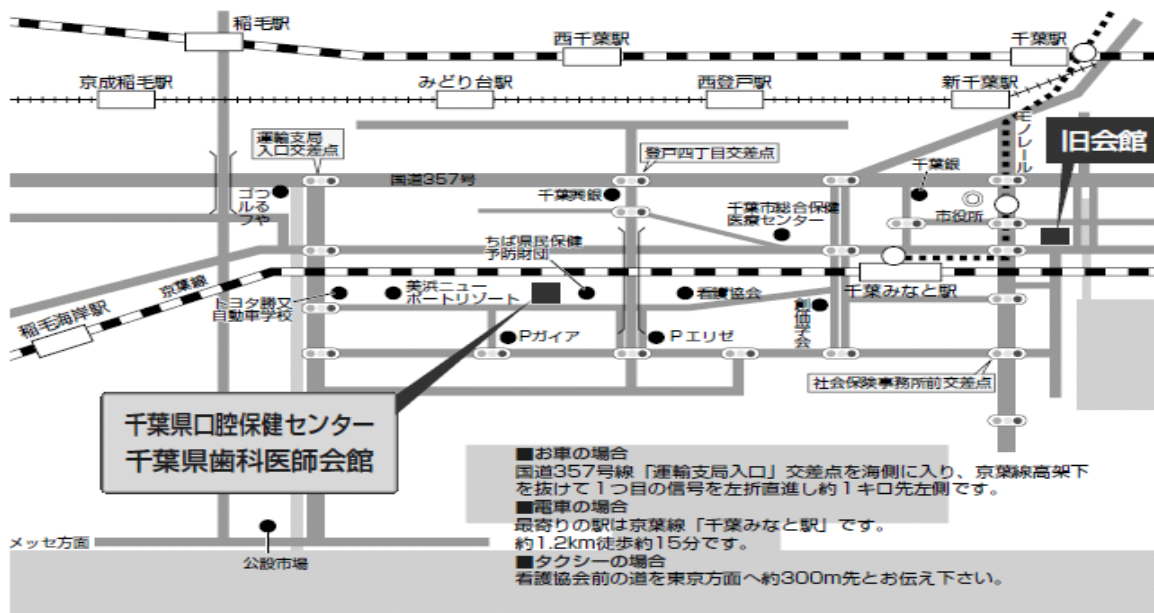 稲毛駅
西千葉駅
千葉駅
京成稲毛駅
みどり台駅
西登戸駅
新千葉駅
モノレール
旧会館
運輸支局
入口交差点
登戸四丁目交差点
国道357号
千葉興銀
千葉銀
市役所
つるや
ゴルフ
千葉市総合保健
医療センター
ちば県民保健
予防財団
京葉線
稲毛海岸駅
トヨタ勝又
自動車学校
美浜ニュー
ポートリゾート
看護協会
創価学会
千葉みなと駅
Pガイア
Pエリゼ
社会保険事務所前交差点
千葉県口腔保健センター
千葉県歯科医師会館
■お車の場合
国道357号線「運輸支局入口」交差点を海側に入り、京葉線高架下
を抜けて1つ目の信号を左折直進し約1キロ先左側です。
■電車の場合
最寄りの駅は京葉線「千葉みなと駅」です。
約1.2km徒歩約15分です。
■タクシーの場合
看護協会前の道を東京方面へ約300m先とお伝え下さい。
メッセ方面
公設市場